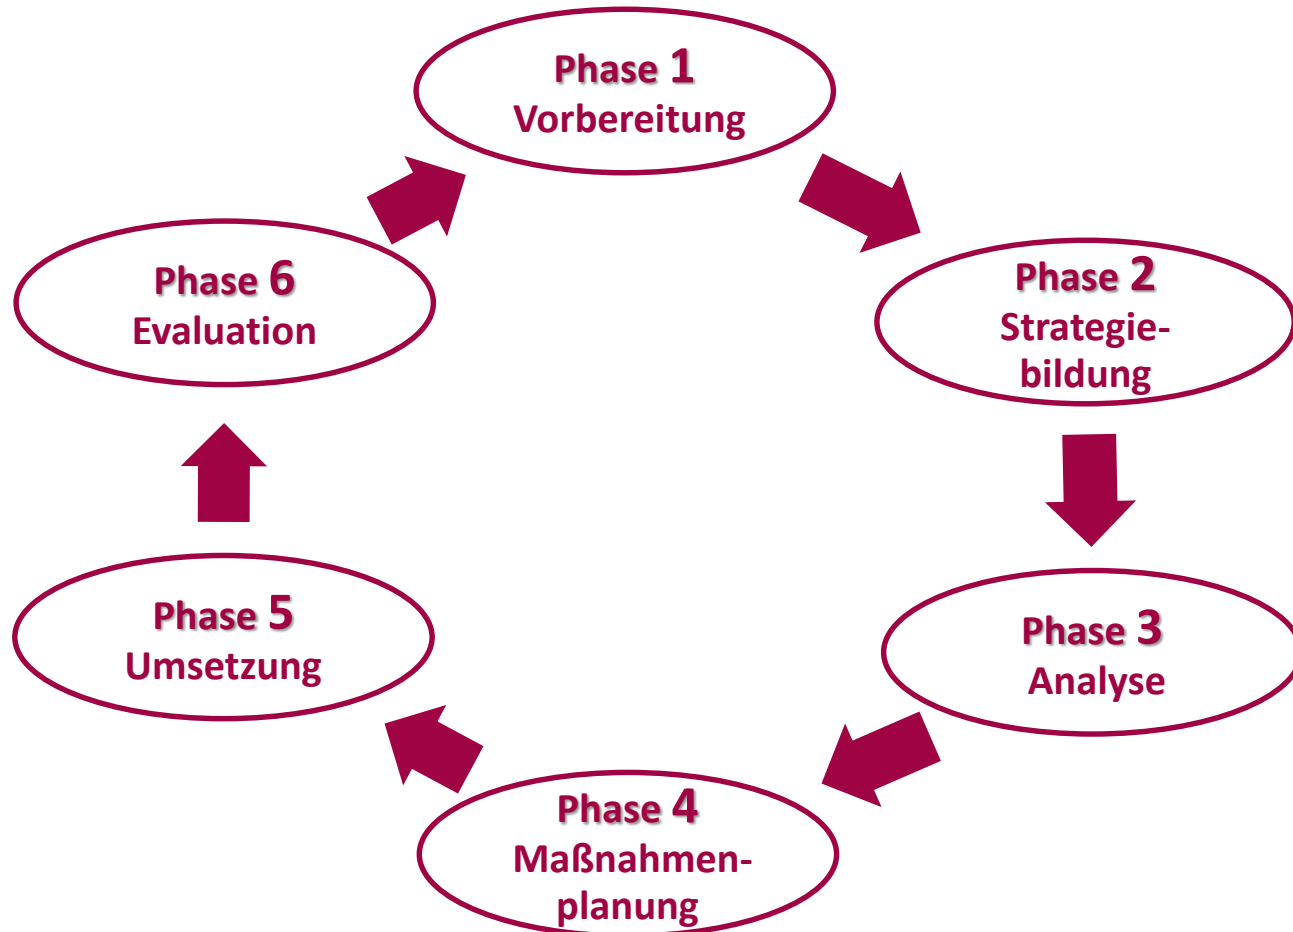 Phase 1
Vorbereitung
Phase 2
Strategie-
bildung
Phase 3
Analyse
Phase 4
Maßnahmen-
planung
Phase 5
Umsetzung
Phase 6
Evaluation